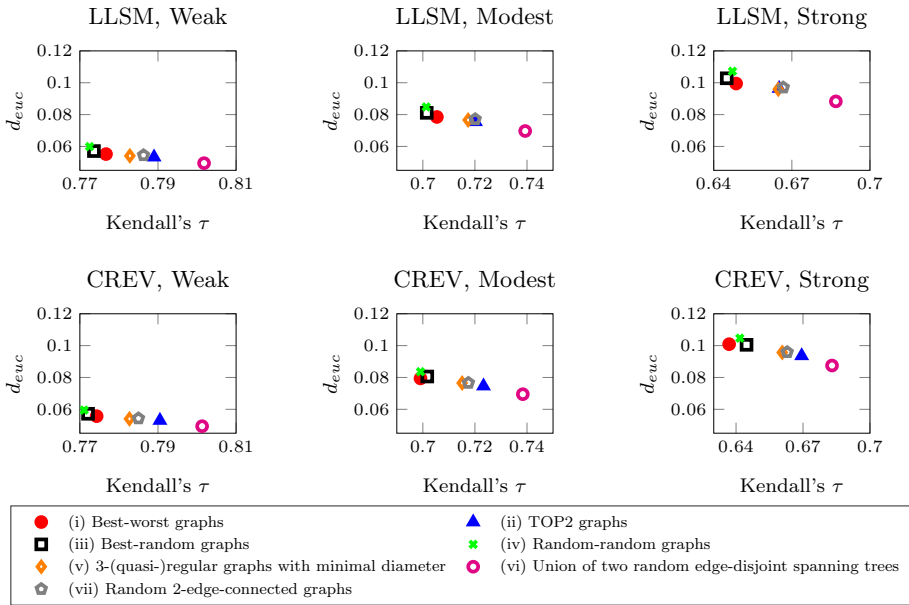 LLSM, Weak
LLSM, Modest
LLSM, Strong
0.12
0.1
0.08
0.06
d_euc
0.77
0.79
0.81
Kendall's τ
0.12
0.1
0.08
0.06
d_euc
0.7
0.72
0.74
Kendall's τ
0.12
0.1
0.08
0.06
d_euc
0.64
0.67
0.7
Kendall's τ
CREV, Weak
CREV, Modest
CREV, Strong
0.12
0.1
0.08
0.06
d_euc
0.77
0.79
0.81
Kendall's τ
0.12
0.1
0.08
0.06
d_euc
0.7
0.72
0.74
Kendall's τ
0.12
0.1
0.08
0.06
d_euc
0.64
0.67
0.7
Kendall's τ
(i) Best-worst graphs
(ii) TOP2 graphs
(iii) Best-random graphs
(iv) Random-random graphs
(v) 3-(quasi-)regular graphs with minimal diameter
(vi) Union of two random edge-disjoint spanning trees
(vii) Random 2-edge-connected graphs